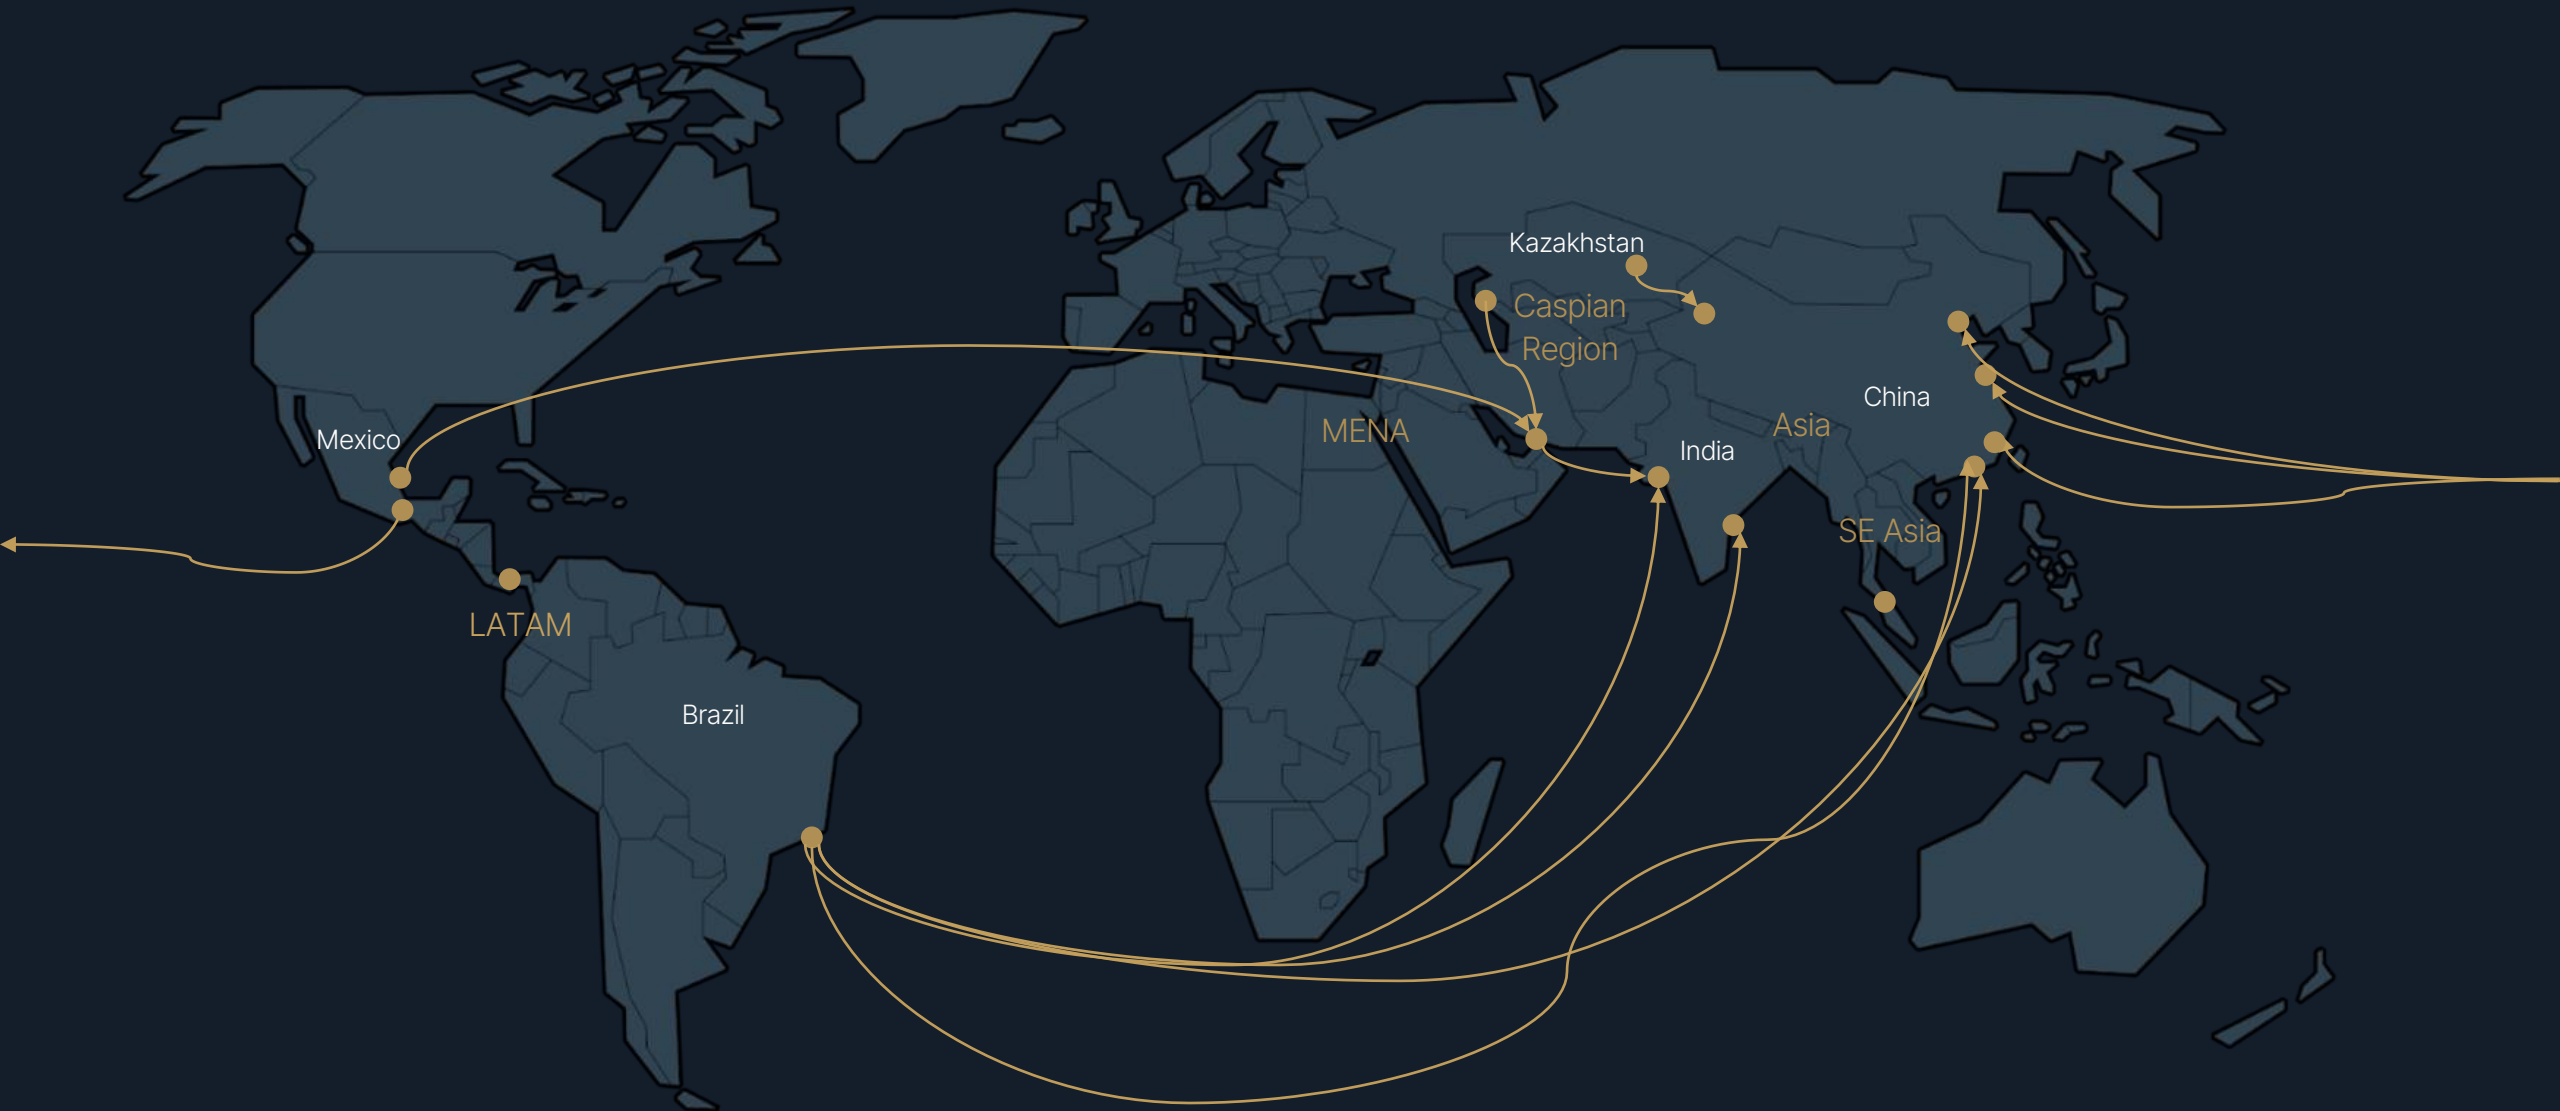 Kazakhstan
Caspian
Region
China
Asia
MENA
Mexico
India
SE Asia
LATAM
Brazil